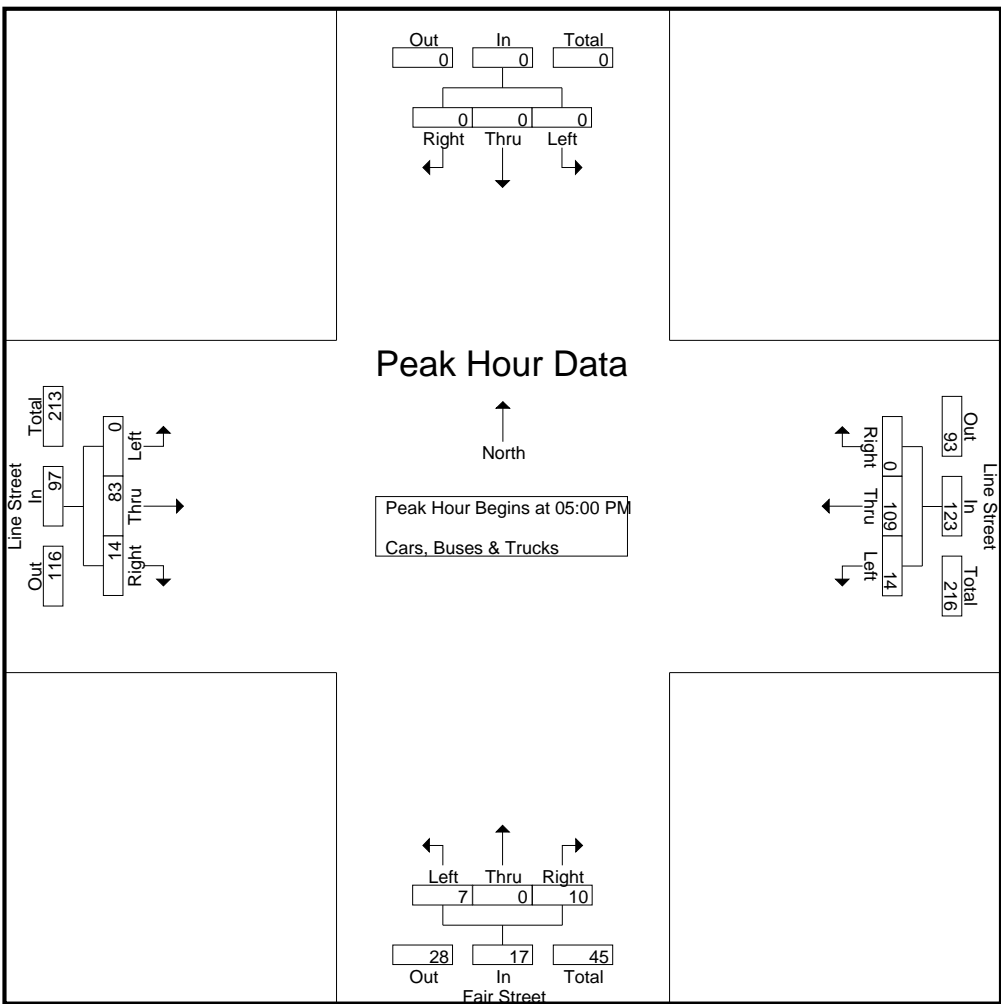 Out In Total
0 0 0
0 0 0
Right Thru Left
Peak Hour Data
North
Peak Hour Begins at 05:00 PM
Cars, Buses & Trucks
Line Street
Out In Total
116 97 213
14 83 0
Right Thru Left
Line Street
Out In Total
93 123 216
0 109 14
Right Thru Left
Left Thru Right
7 0 10
28 17 45
Out In Total
Fair Street